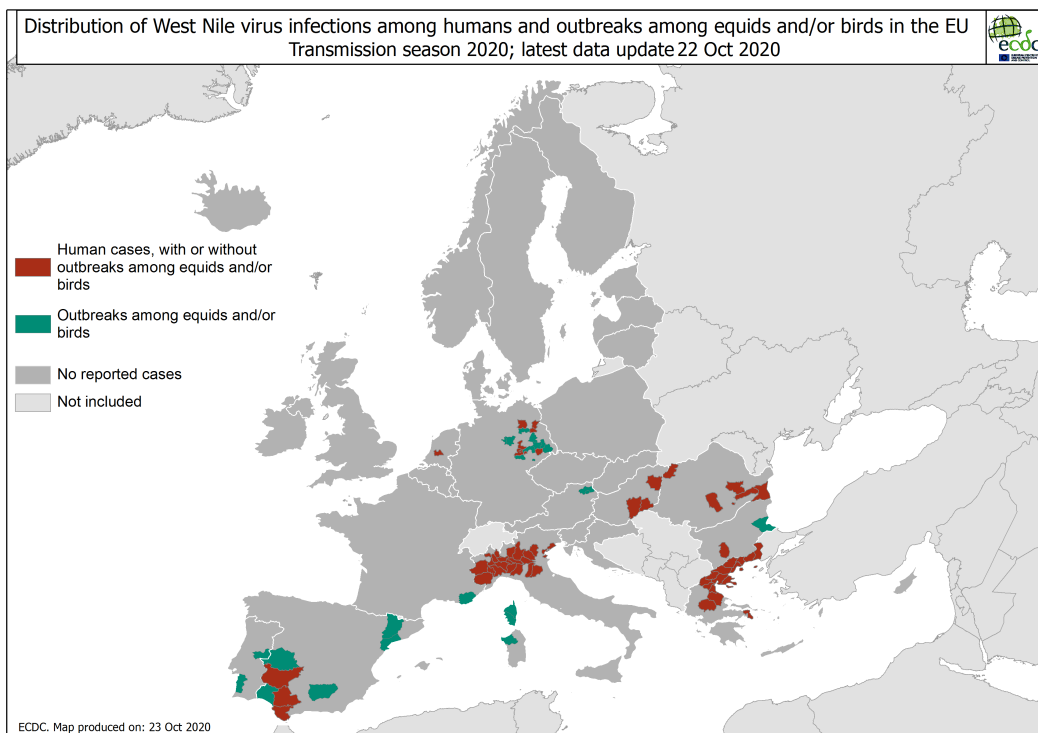 Distribution of West Nile virus infections among humans and outbreaks among equids and/or birds in the EU
Transmission season 2020; latest data update 22 Oct 2020
ecdc
Human cases, with or without
outbreaks among equids and/or
birds
Outbreaks among equids and/or
birds
No reported cases
Not included
ECDC. Map produced on: 23 Oct 2020